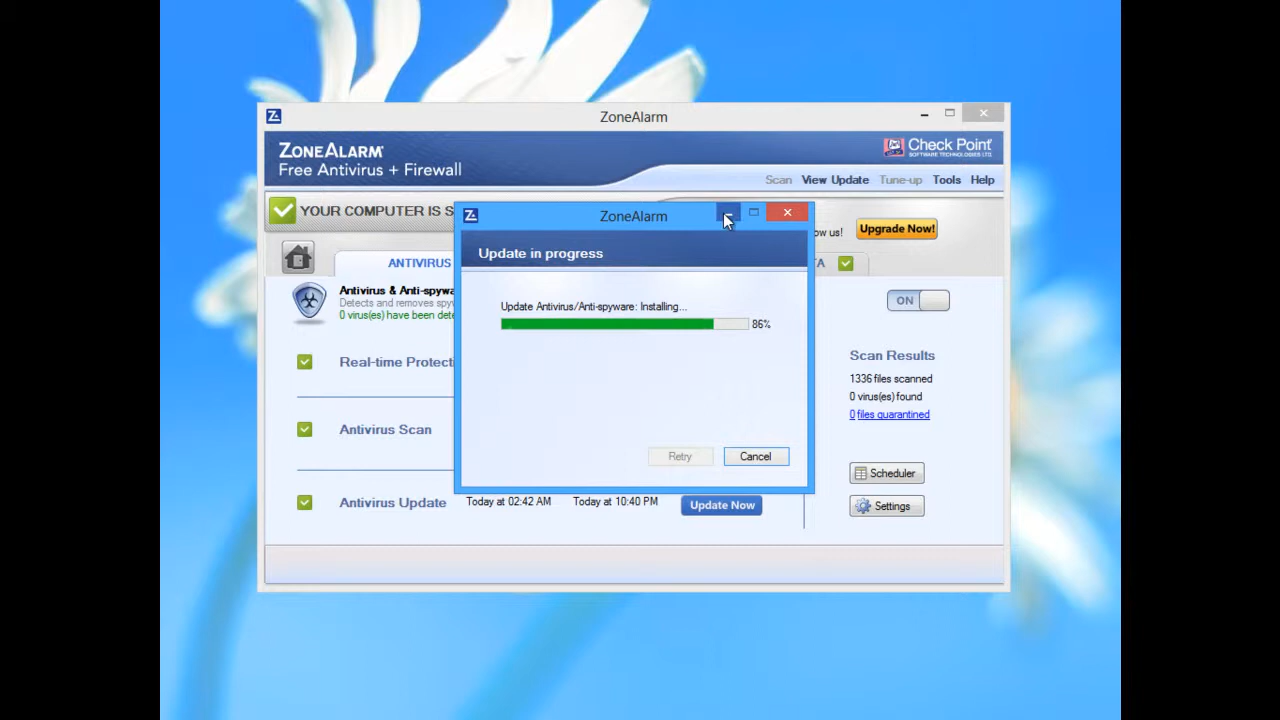 ZoneAlarm
ZONEALARM
Free Antivirus + Firewall
Check Point
SOFTWARE TECHNOLOGIES LTD.
Scan View Update Tune-up Tools Help
YOUR COMPUTER IS S
ow us! Upgrade Now!
ANTIVIRUS
TA
Antivirus & Anti-spywa
Detects and removes spy
0 virus(es) have been dete
ON
Real-time Protecti
Antivirus Scan
Antivirus Update Today at 02:42 AM Today at 10:40 PM Update Now
Scan Results
1336 files scanned
0 virus(es) found
0 files quarantined
Scheduler
Settings
ZoneAlarm
Update in progress
Update Antivirus/Anti-spyware: Installing...
86%
Retry Cancel